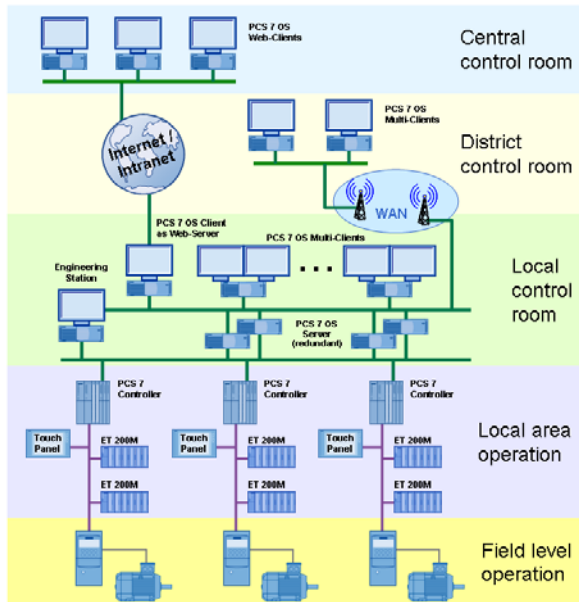 PCS 7 OS
Web-Clients
Central
control room
PCS 7 OS
Multi-Clients
Internet /
Intranet
District
control room
WAN
PCS 7 OS Client
as Web-Server
PCS 7 OS Multi-Clients
Engineering
Station
Local
control
room
PCS 7 OS
Server
(redundant)
PCS 7
Controller
PCS 7
Controller
PCS 7
Controller
Touch
Panel
ET 200M
Touch
Panel
ET 200M
Touch
Panel
ET 200M
Local area
operation
ET 200M
ET 200M
ET 200M
Field level
operation